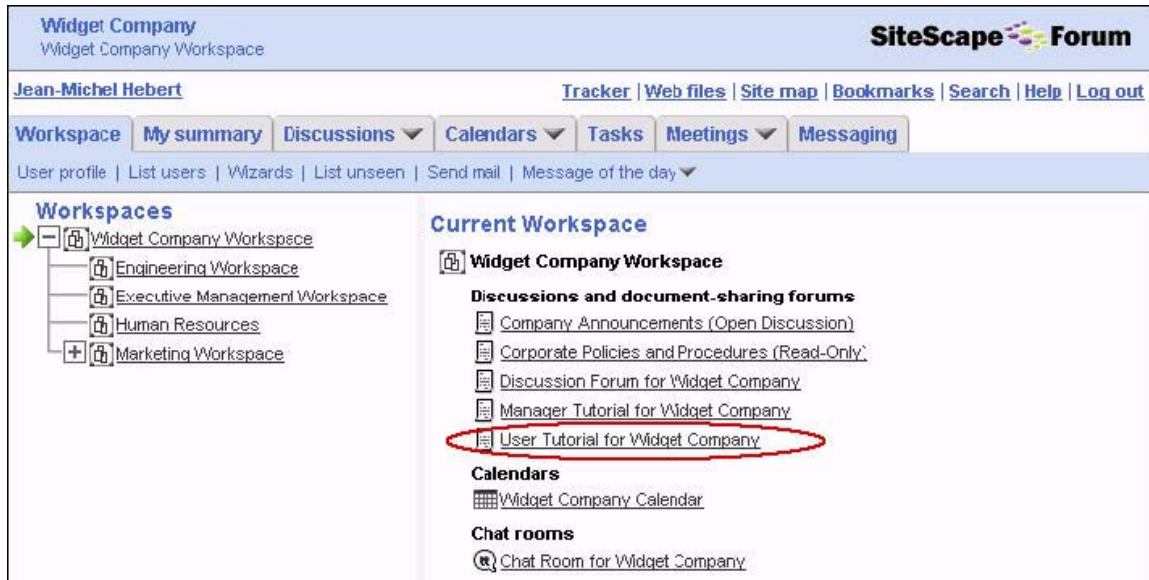 Widget Company
Widget Company Workspace
SiteScape Forum
Jean-Michel Hebert
Tracker | Web files | Site map | Bookmarks | Search | Help | Log out
Workspace My summary Discussions Calendars Tasks Meetings Messaging
User profile | List users | Wizards | List unseen | Send mail | Message of the day
Workspaces
Widget Company Workspace
Engineering Workspace
Executive Management Workspace
Human Resources
Marketing Workspace
Current Workspace
Widget Company Workspace
Discussions and document-sharing forums
Company Announcements (Open Discussion)
Corporate Policies and Procedures (Read-Only)
Discussion Forum for Widget Company
Manager Tutorial for Widget Company
User Tutorial for Widget Company
Calendars
Widget Company Calendar
Chat rooms
Chat Room for Widget Company